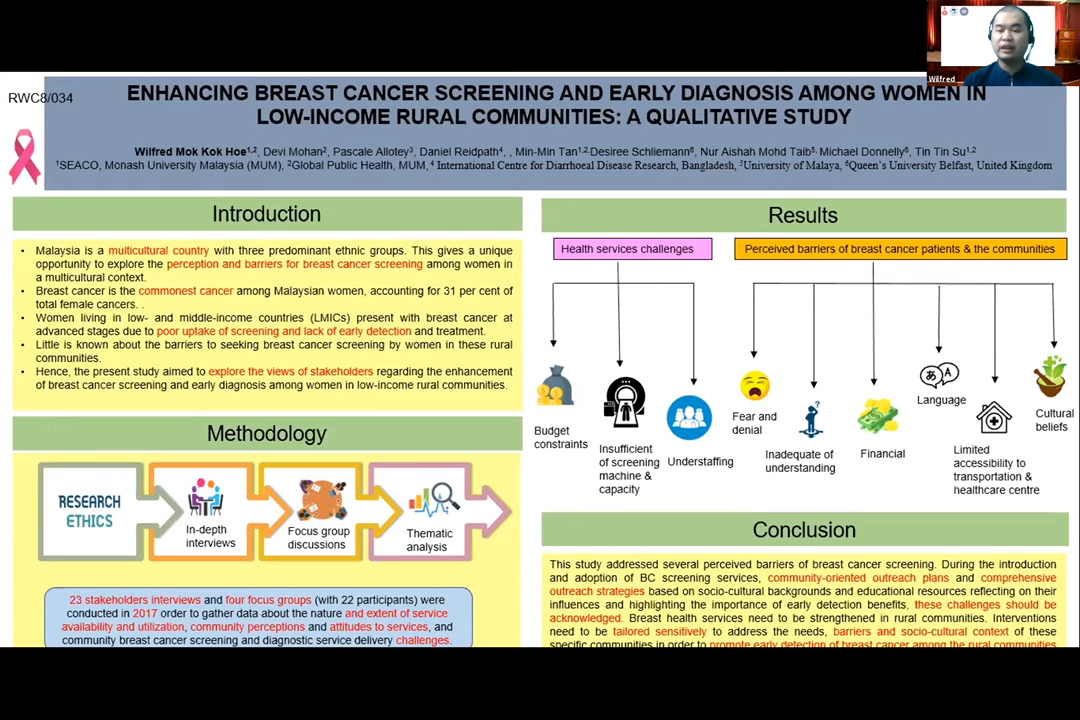 Wilfred
RWC8/034
ENHANCING BREAST CANCER SCREENING AND EARLY DIAGNOSIS AMONG WOMEN IN
LOW-INCOME RURAL COMMUNITIES: A QUALITATIVE STUDY
Wilfred Mok Kok Hoe¹,², Devi Mohan², Pascale Allotey³, Daniel Reidpath⁴, , Min-Min Tan¹,²,Desiree Schliemann⁶, Nur Aishah Mohd Taib⁵, Michael Donnelly⁶, Tin Tin Su¹,²
¹SEACO, Monash University Malaysia (MUM), ²Global Public Health, MUM, ⁴ International Centre for Diarrhoeal Disease Research, Bangladesh, ⁵University of Malaya, ⁶Queen's University Belfast, United Kingdom
Introduction
• Malaysia is a multicultural country with three predominant ethnic groups. This gives a unique
opportunity to explore the perception and barriers for breast cancer screening among women in
a multicultural context.
• Breast cancer is the commonest cancer among Malaysian women, accounting for 31 per cent of
total female cancers. .
• Women living in low- and middle-income countries (LMICs) present with breast cancer at
advanced stages due to poor uptake of screening and lack of early detection and treatment.
• Little is known about the barriers to seeking breast cancer screening by women in these rural
communities.
• Hence, the present study aimed to explore the views of stakeholders regarding the enhancement
of breast cancer screening and early diagnosis among women in low-income rural communities.
Methodology
RESEARCH
ETHICS
In-depth
interviews
Focus group
discussions
Thematic
analysis
23 stakeholders interviews and four focus groups (with 22 participants) were
conducted in 2017 order to gather data about the nature and extent of service
availability and utilization, community perceptions and attitudes to services, and
community breast cancer screening and diagnostic service delivery challenges.
Results
Health services challenges
Perceived barriers of breast cancer patients & the communities
Budget
constraints
Insufficient
of screening
machine &
capacity
Understaffing
Fear and
denial
Inadequate of
understanding
Financial
Language
Limited
accessibility to
transportation &
healthcare centre
Cultural
beliefs
Conclusion
This study addressed several perceived barriers of breast cancer screening. During the introduction
and adoption of BC screening services, community-oriented outreach plans and comprehensive
outreach strategies based on socio-cultural backgrounds and educational resources reflecting on their
influences and highlighting the importance of early detection benefits, these challenges should be
acknowledged. Breast health services need to be strengthened in rural communities. Interventions
need to be tailored sensitively to address the needs, barriers and socio-cultural context of these
specific communities in order to promote early detection of breast cancer among the rural communities